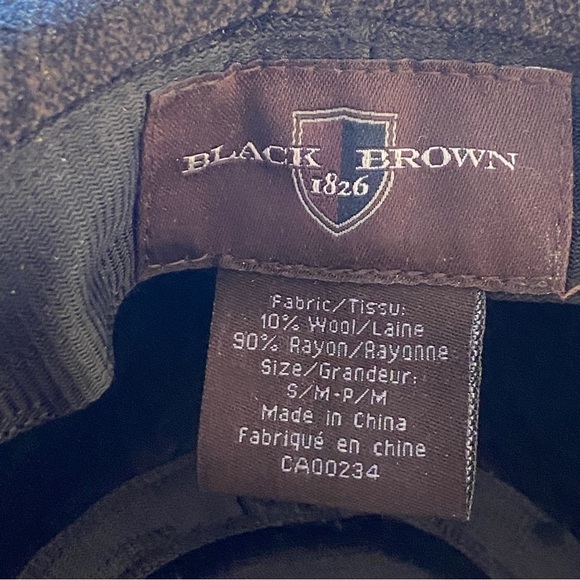 BLACK BROWN
1826
Fabric/Tissu:
10% Wool/Laine
90% Rayon/Rayonne
Size/Grandeur:
S/M-P/M
Made in China
Fabriqué en chine
CA00234